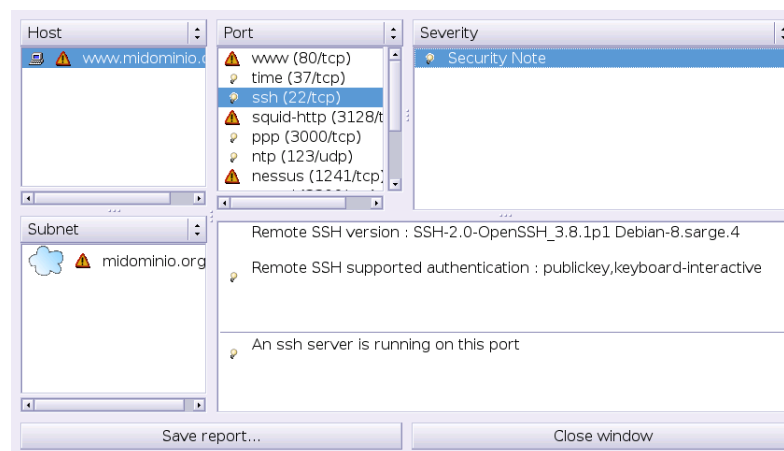 Host
www.midominio.
Port
www (80/tcp)
time (37/tcp)
ssh (22/tcp)
squid-http (3128/t
ppp (3000/tcp)
ntp (123/udp)
nessus (1241/tcp)
Severity
Security Note
Subnet
midominio.org
Remote SSH version : SSH-2.0-OpenSSH_3.8.1p1 Debian-8.sarge.4
Remote SSH supported authentication : publickey,keyboard-interactive
An ssh server is running on this port
Save report...
Close window